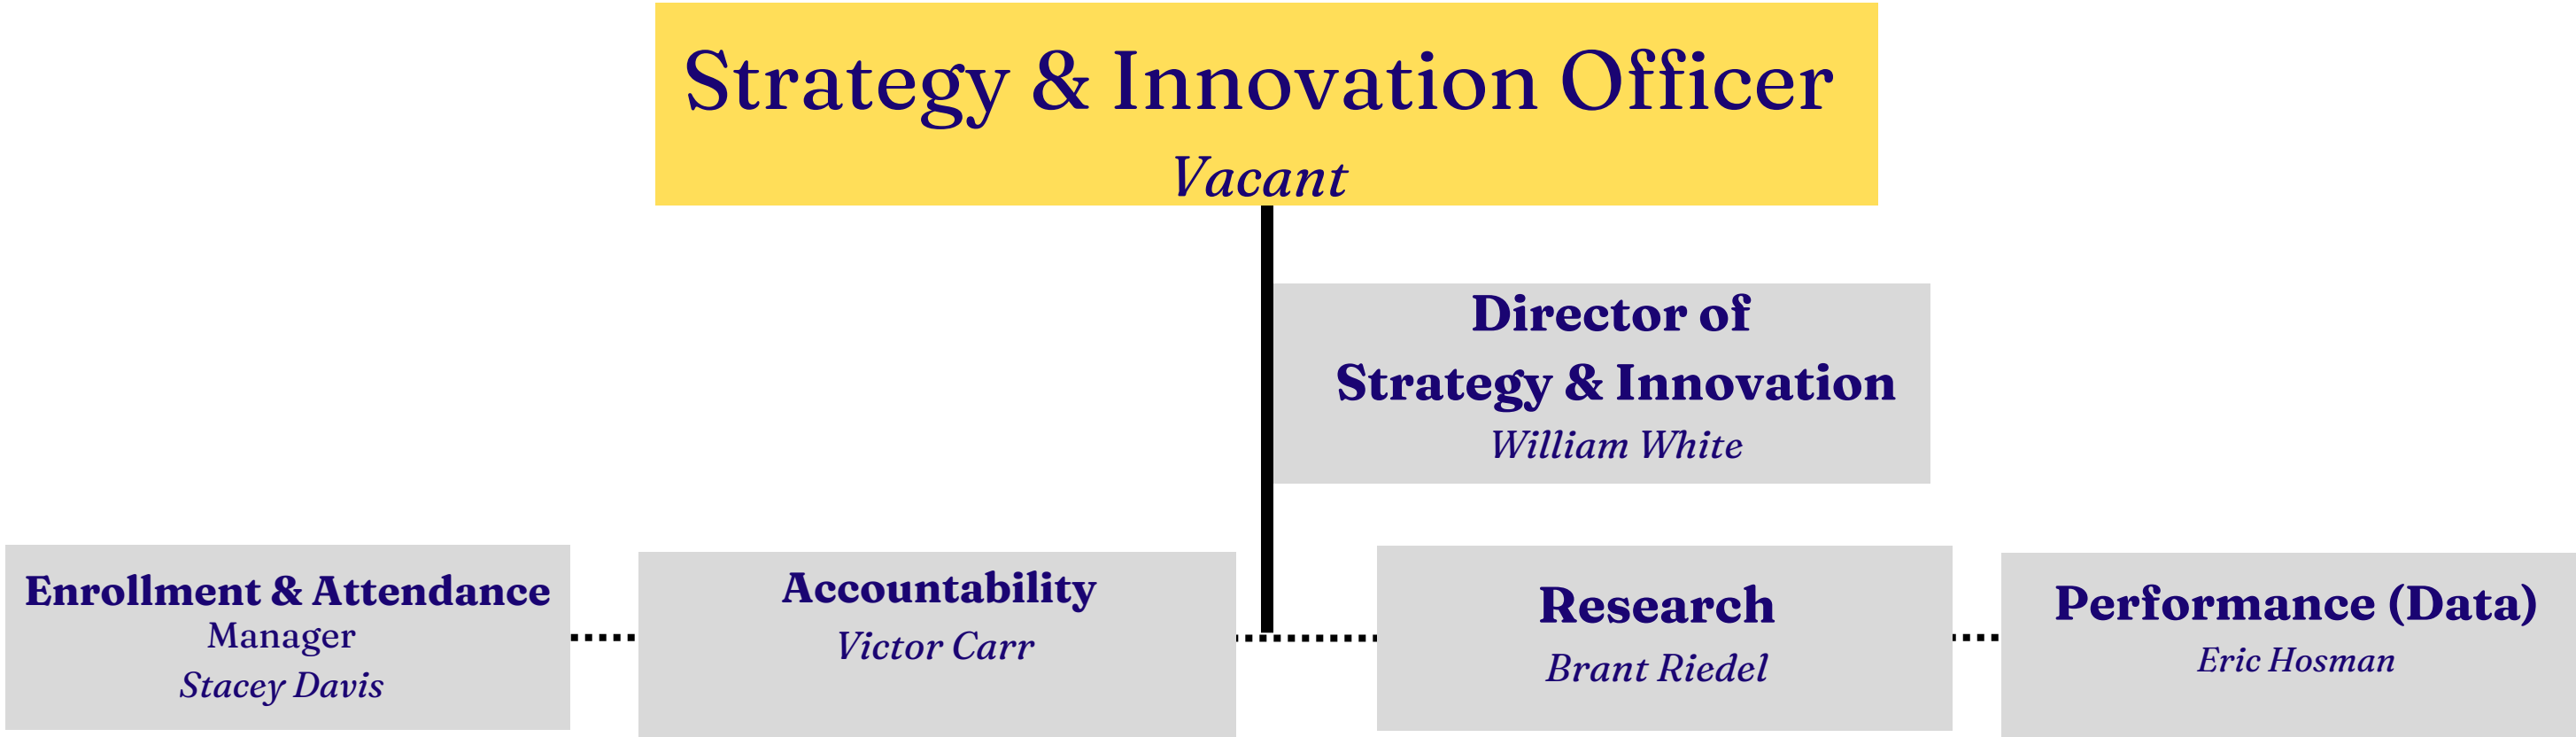 Strategy & Innovation Officer
Vacant
Director of
Strategy & Innovation
William White
Enrollment & Attendance
Manager
Stacey Davis
Accountability
Victor Carr
Research
Brant Riedel
Performance (Data)
Eric Hosman